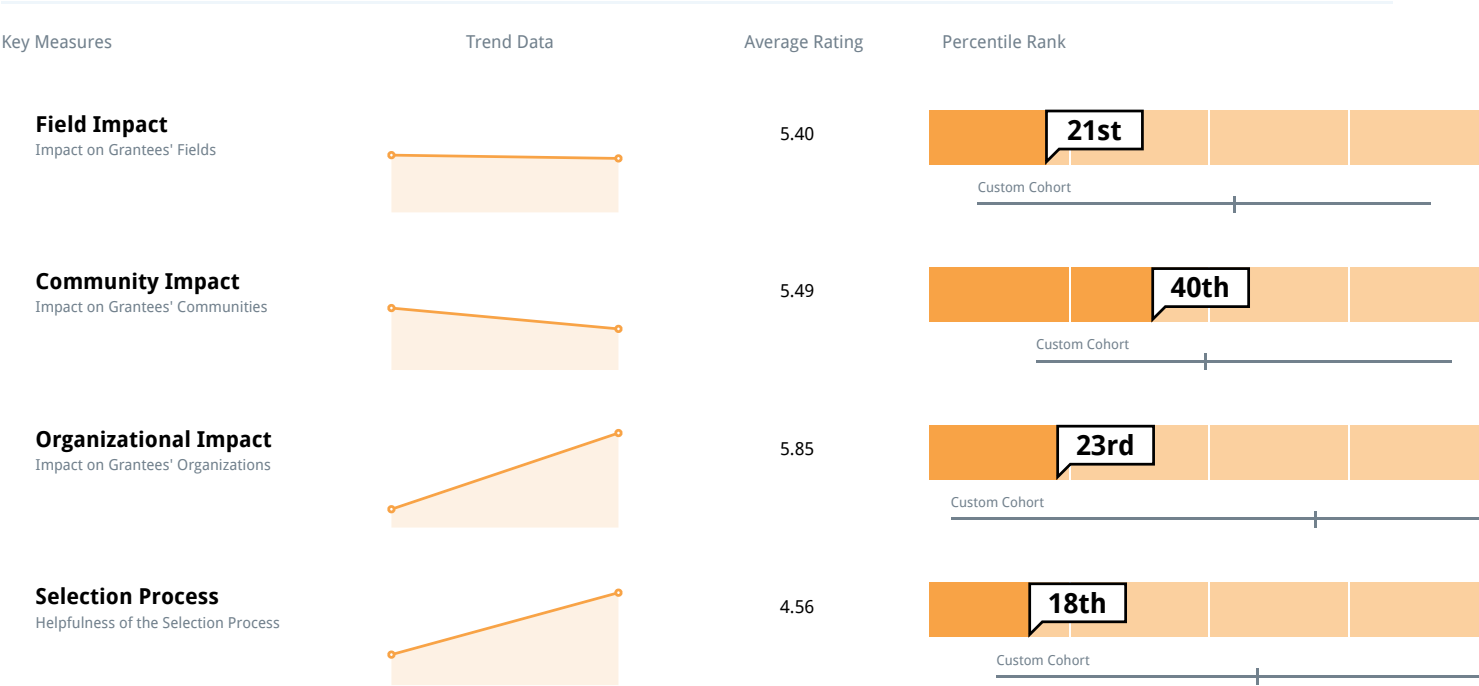 Key Measures
Trend Data
Average Rating
Percentile Rank
Field Impact
Impact on Grantees' Fields
5.40
21st
Custom Cohort
Community Impact
Impact on Grantees' Communities
5.49
40th
Custom Cohort
Organizational Impact
Impact on Grantees' Organizations
5.85
23rd
Custom Cohort
Selection Process
Helpfulness of the Selection Process
4.56
18th
Custom Cohort